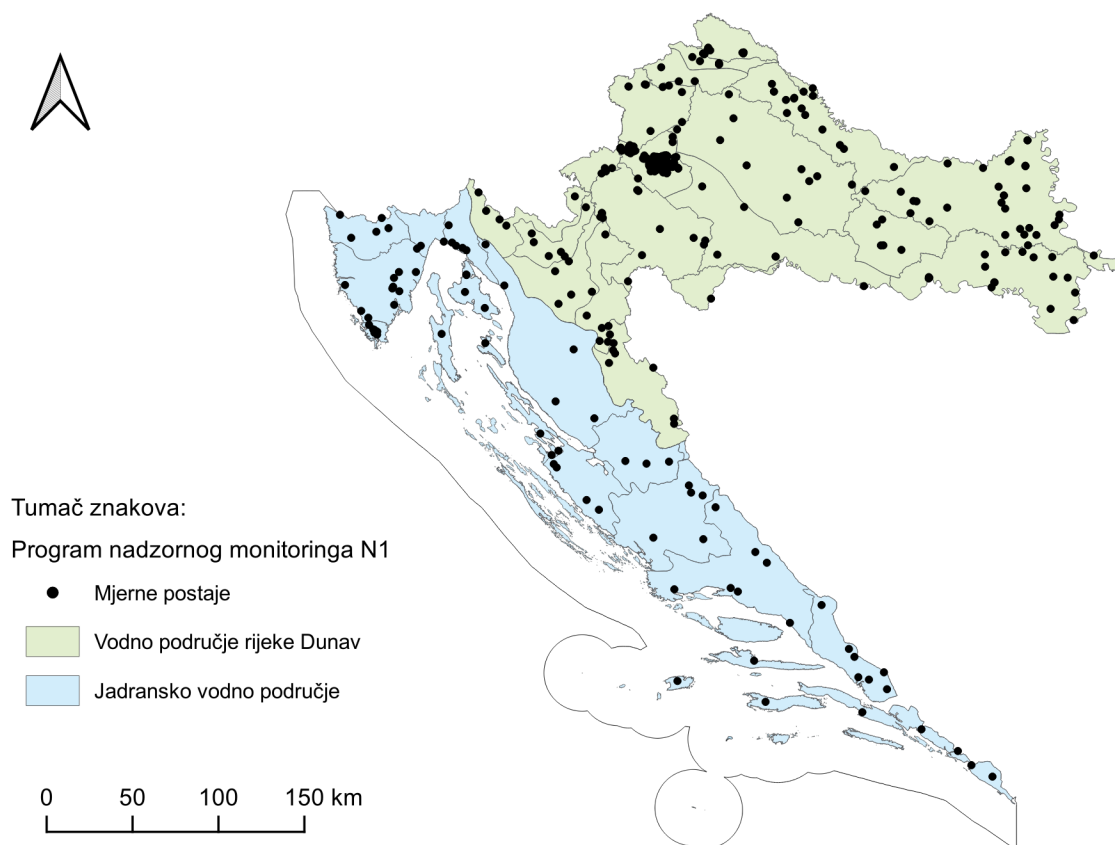 Tumač znakova:
Program nadzornog monitoringa N1
Mjerne postaje
Vodno područje rijeke Dunav
Jadransko vodno područje
0 50 100 150 km